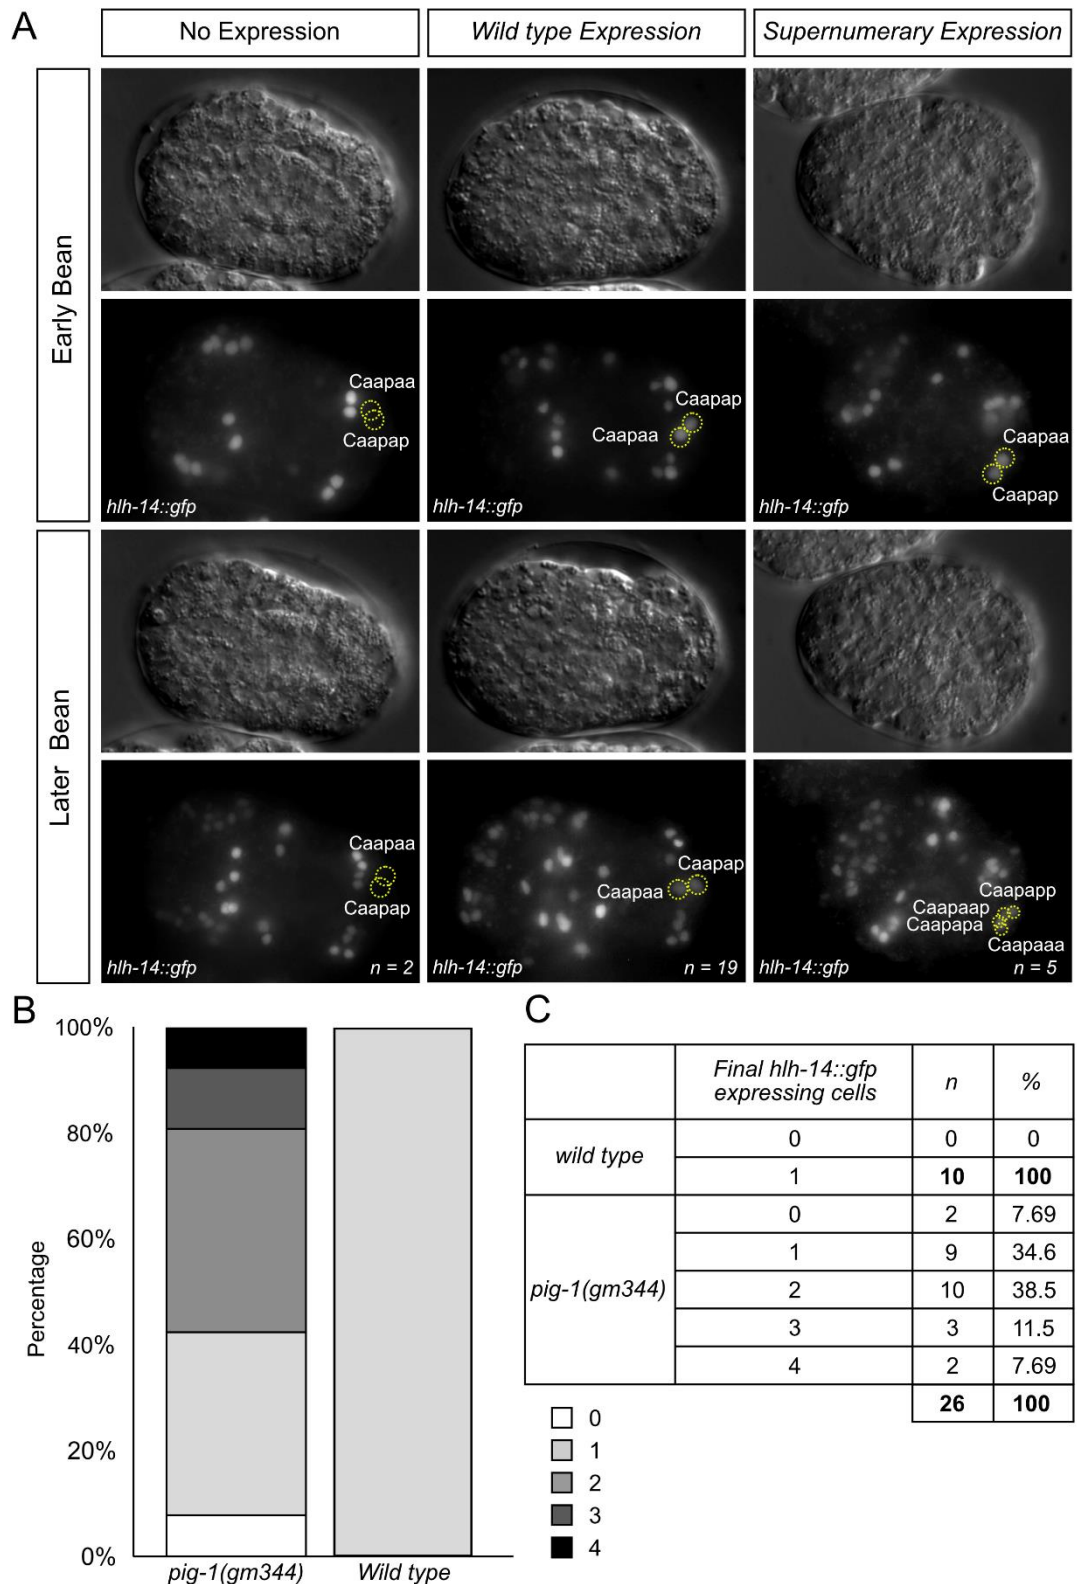 A
No Expression
Wild type Expression
Supernumerary Expression
Early Bean
Caapaa
Caapap
hlh-14::gfp
Caapap
Caapaa
hlh-14::gfp
Caapaa
Caapap
hlh-14::gfp
Later Bean
Caapaa
Caapap
hlh-14::gfp
n = 2
Caapap
Caapaa
hlh-14::gfp
n = 19
Caapapp
Caapaap
Caapapa
Caapaaa
hlh-14::gfp
n = 5
B
Percentage
100%
80%
60%
40%
20%
0%
pig-1(gm344)
Wild type
C
Final hlh-14::gfp
expressing cells
n
%
wild type
0
0
0
1
10
100
pig-1(gm344)
0
2
7.69
1
9
34.6
2
10
38.5
3
3
11.5
4
2
7.69
26
100
0
1
2
3
4